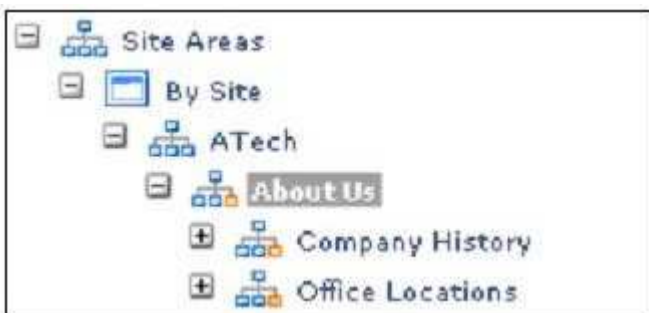 Site Areas
By Site
ATech
About Us
Company History
Office Locations